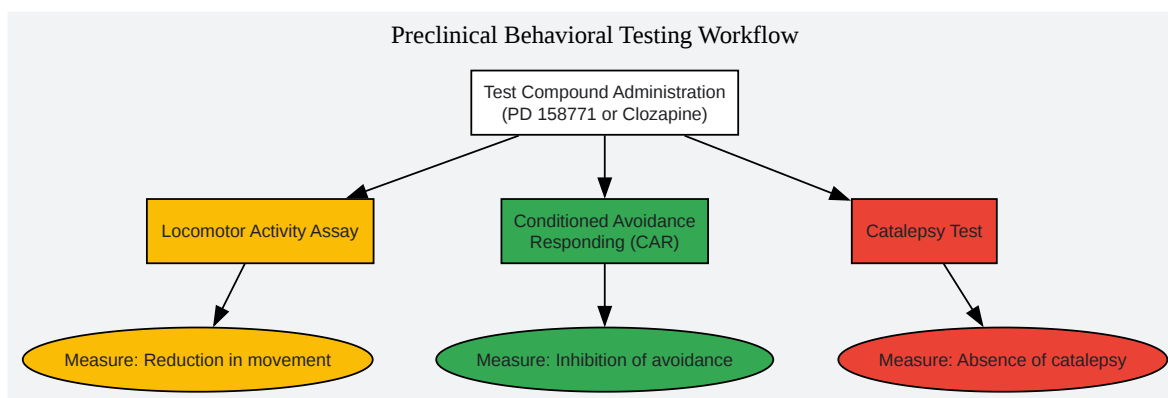 Preclinical Behavioral Testing Workflow
Test Compound Administration
(PD 158771 or Clozapine)
Locomotor Activity Assay
Conditioned Avoidance
Responding (CAR)
Catalepsy Test
Measure: Reduction in movement
Measure: Inhibition of avoidance
Measure: Absence of catalepsy